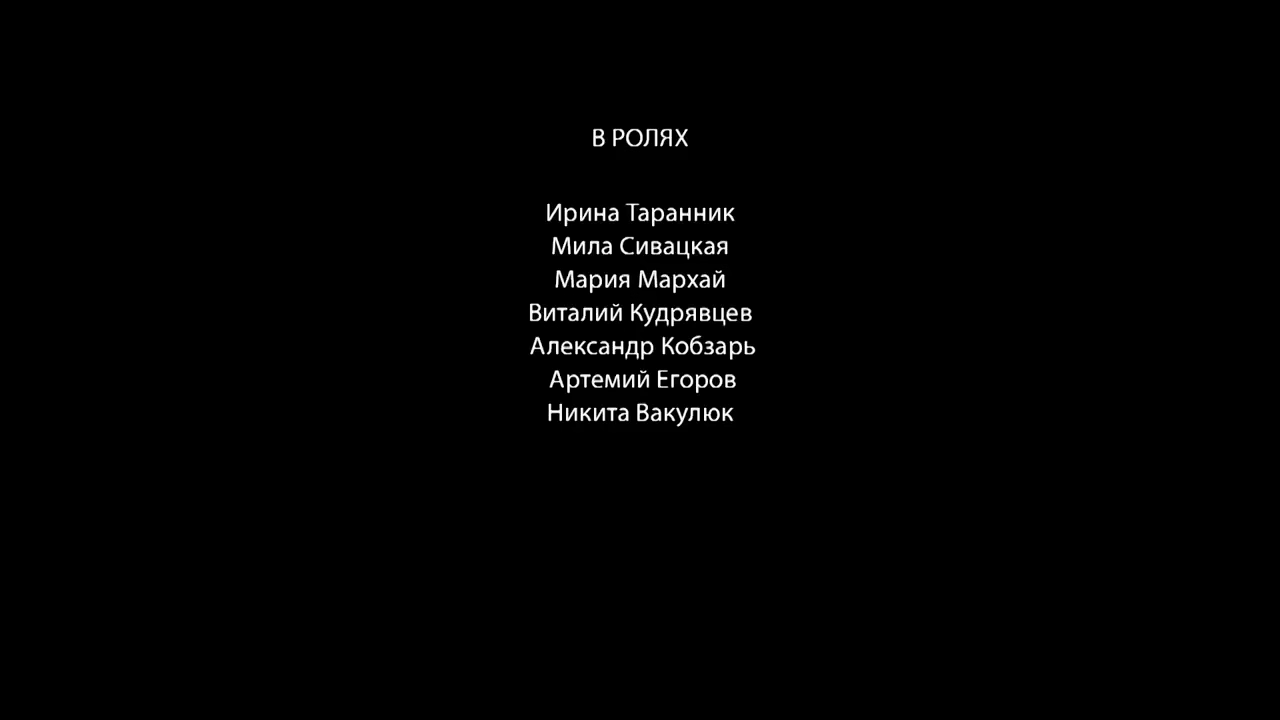 В РОЛЯХ
Ирина Таранник
Мила Сивацкая
Мария Мархай
Виталий Кудрявцев
Александр Кобзарь
Артемий Егоров
Никита Вакулюк